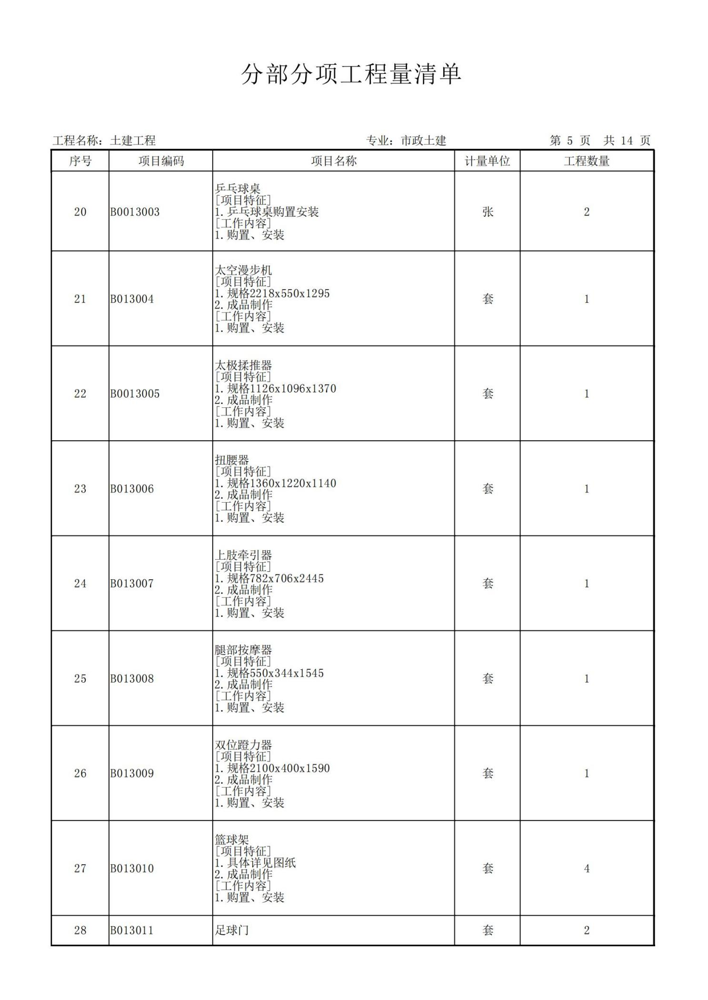 分部分项工程量清单
工程名称：土建工程 专业：市政土建 第 5 页 共 14 页
序号 项目编码 项目名称 计量单位 工程数量
20 B0013003 乒乓球桌 张 2
[项目特征]
1.乒乓球桌购置安装
[工作内容]
1.购置、安装
21 B013004 太空漫步机 套 1
[项目特征]
1.规格2218x550x1295
2.成品制作
[工作内容]
1.购置、安装
22 B0013005 太极揉推器 套 1
[项目特征]
1.规格1126x1096x1370
2.成品制作
[工作内容]
1.购置、安装
23 B013006 扭腰器 套 1
[项目特征]
1.规格1360x1220x1140
2.成品制作
[工作内容]
1.购置、安装
24 B013007 上肢牵引器 套 1
[项目特征]
1.规格782x706x2445
2.成品制作
[工作内容]
1.购置、安装
25 B013008 腿部按摩器 套 1
[项目特征]
1.规格550x344x1545
2.成品制作
[工作内容]
1.购置、安装
26 B013009 双位蹬力器 套 1
[项目特征]
1.规格2100x400x1590
2.成品制作
[工作内容]
1.购置、安装
27 B013010 篮球架 套 4
[项目特征]
1.具体详见图纸
2.成品制作
[工作内容]
1.购置、安装
28 B013011 足球门 套 2